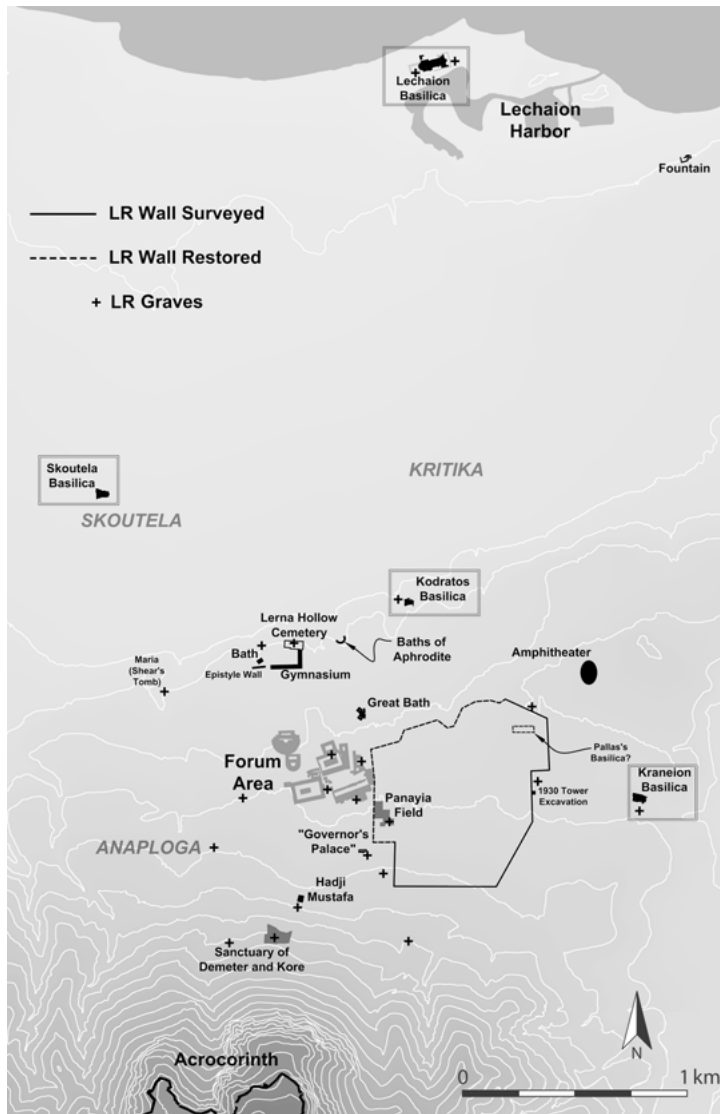 Lechaion
Basilica
Lechaion
Harbor
Fountain
LR Wall Surveyed
LR Wall Restored
LR Graves
KRITIKA
Skoutela
Basilica
SKOUTELA
Kodratos
Basilica
Lerna Hollow
Cemetery
Baths of
Aphrodite
Bath
Epistyle Wall
Gymnasium
Maria
(Shear's
Tomb)
Amphitheater
Great Bath
Forum
Area
Pallas's
Basilica?
Kraneion
Basilica
1930 Tower
Excavation
Panayia
Field
"Governor's
Palace"
ANAPLOGA
Hadji
Mustafa
Sanctuary of
Demeter and Kore
Acrocorinth
N
0
1 km